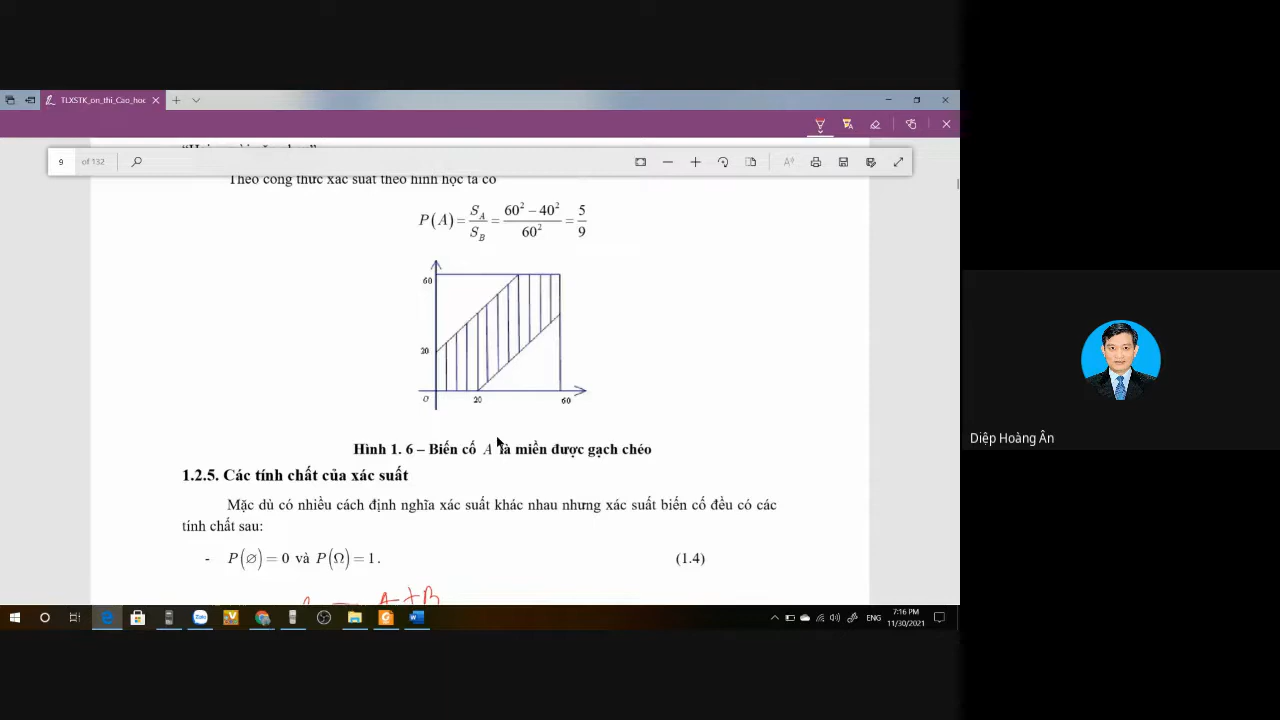 TLXSTK_on_thi_Cao_học
9 of 132
Theo công thức xác suất theo hình học ta có
P(A) = S_A / S_B = (60² − 40²) / 60² = 5/9
60
20
O 20 60
Hình 1. 6 – Biến cố A là miền được gạch chéo
1.2.5. Các tính chất của xác suất
Mặc dù có nhiều cách định nghĩa xác suất khác nhau nhưng xác suất biến cố đều có các
tính chất sau:
- P(∅) = 0 và P(Ω) = 1. (1.4)
A + B
Diệp Hoàng Ân
Zalo
ENG
7:16 PM
11/30/2021